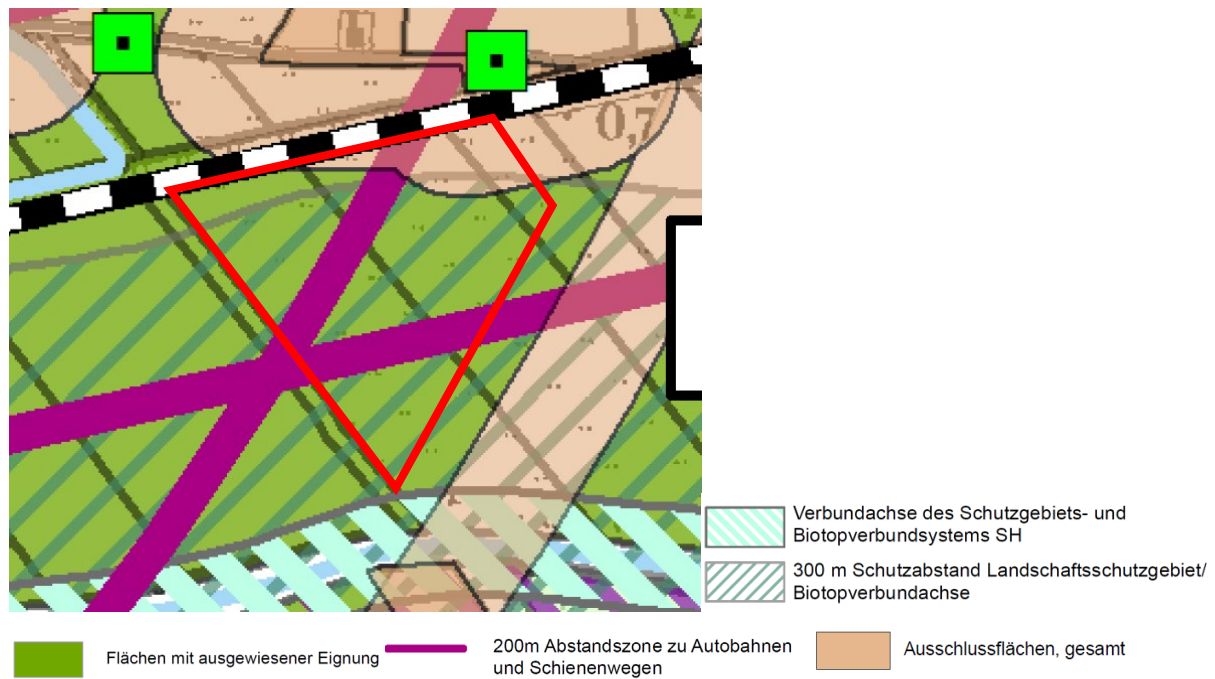 0,7
Verbundachse des Schutzgebiets- und
Biotopverbundsystems SH
300 m Schutzabstand Landschaftsschutzgebiet/
Biotopverbundachse
Flächen mit ausgewiesener Eignung
200m Abstandszone zu Autobahnen
und Schienenwegen
Ausschlussflächen, gesamt